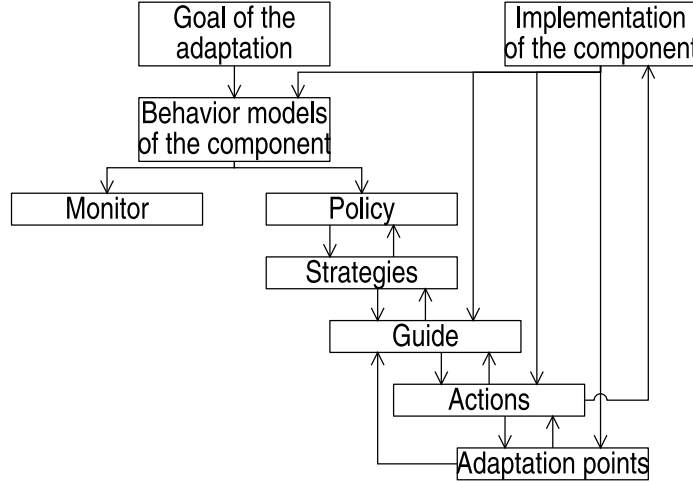 Goal of the
adaptation
Implementation
of the component
Behavior models
of the component
Monitor
Policy
Strategies
Guide
Actions
Adaptation points